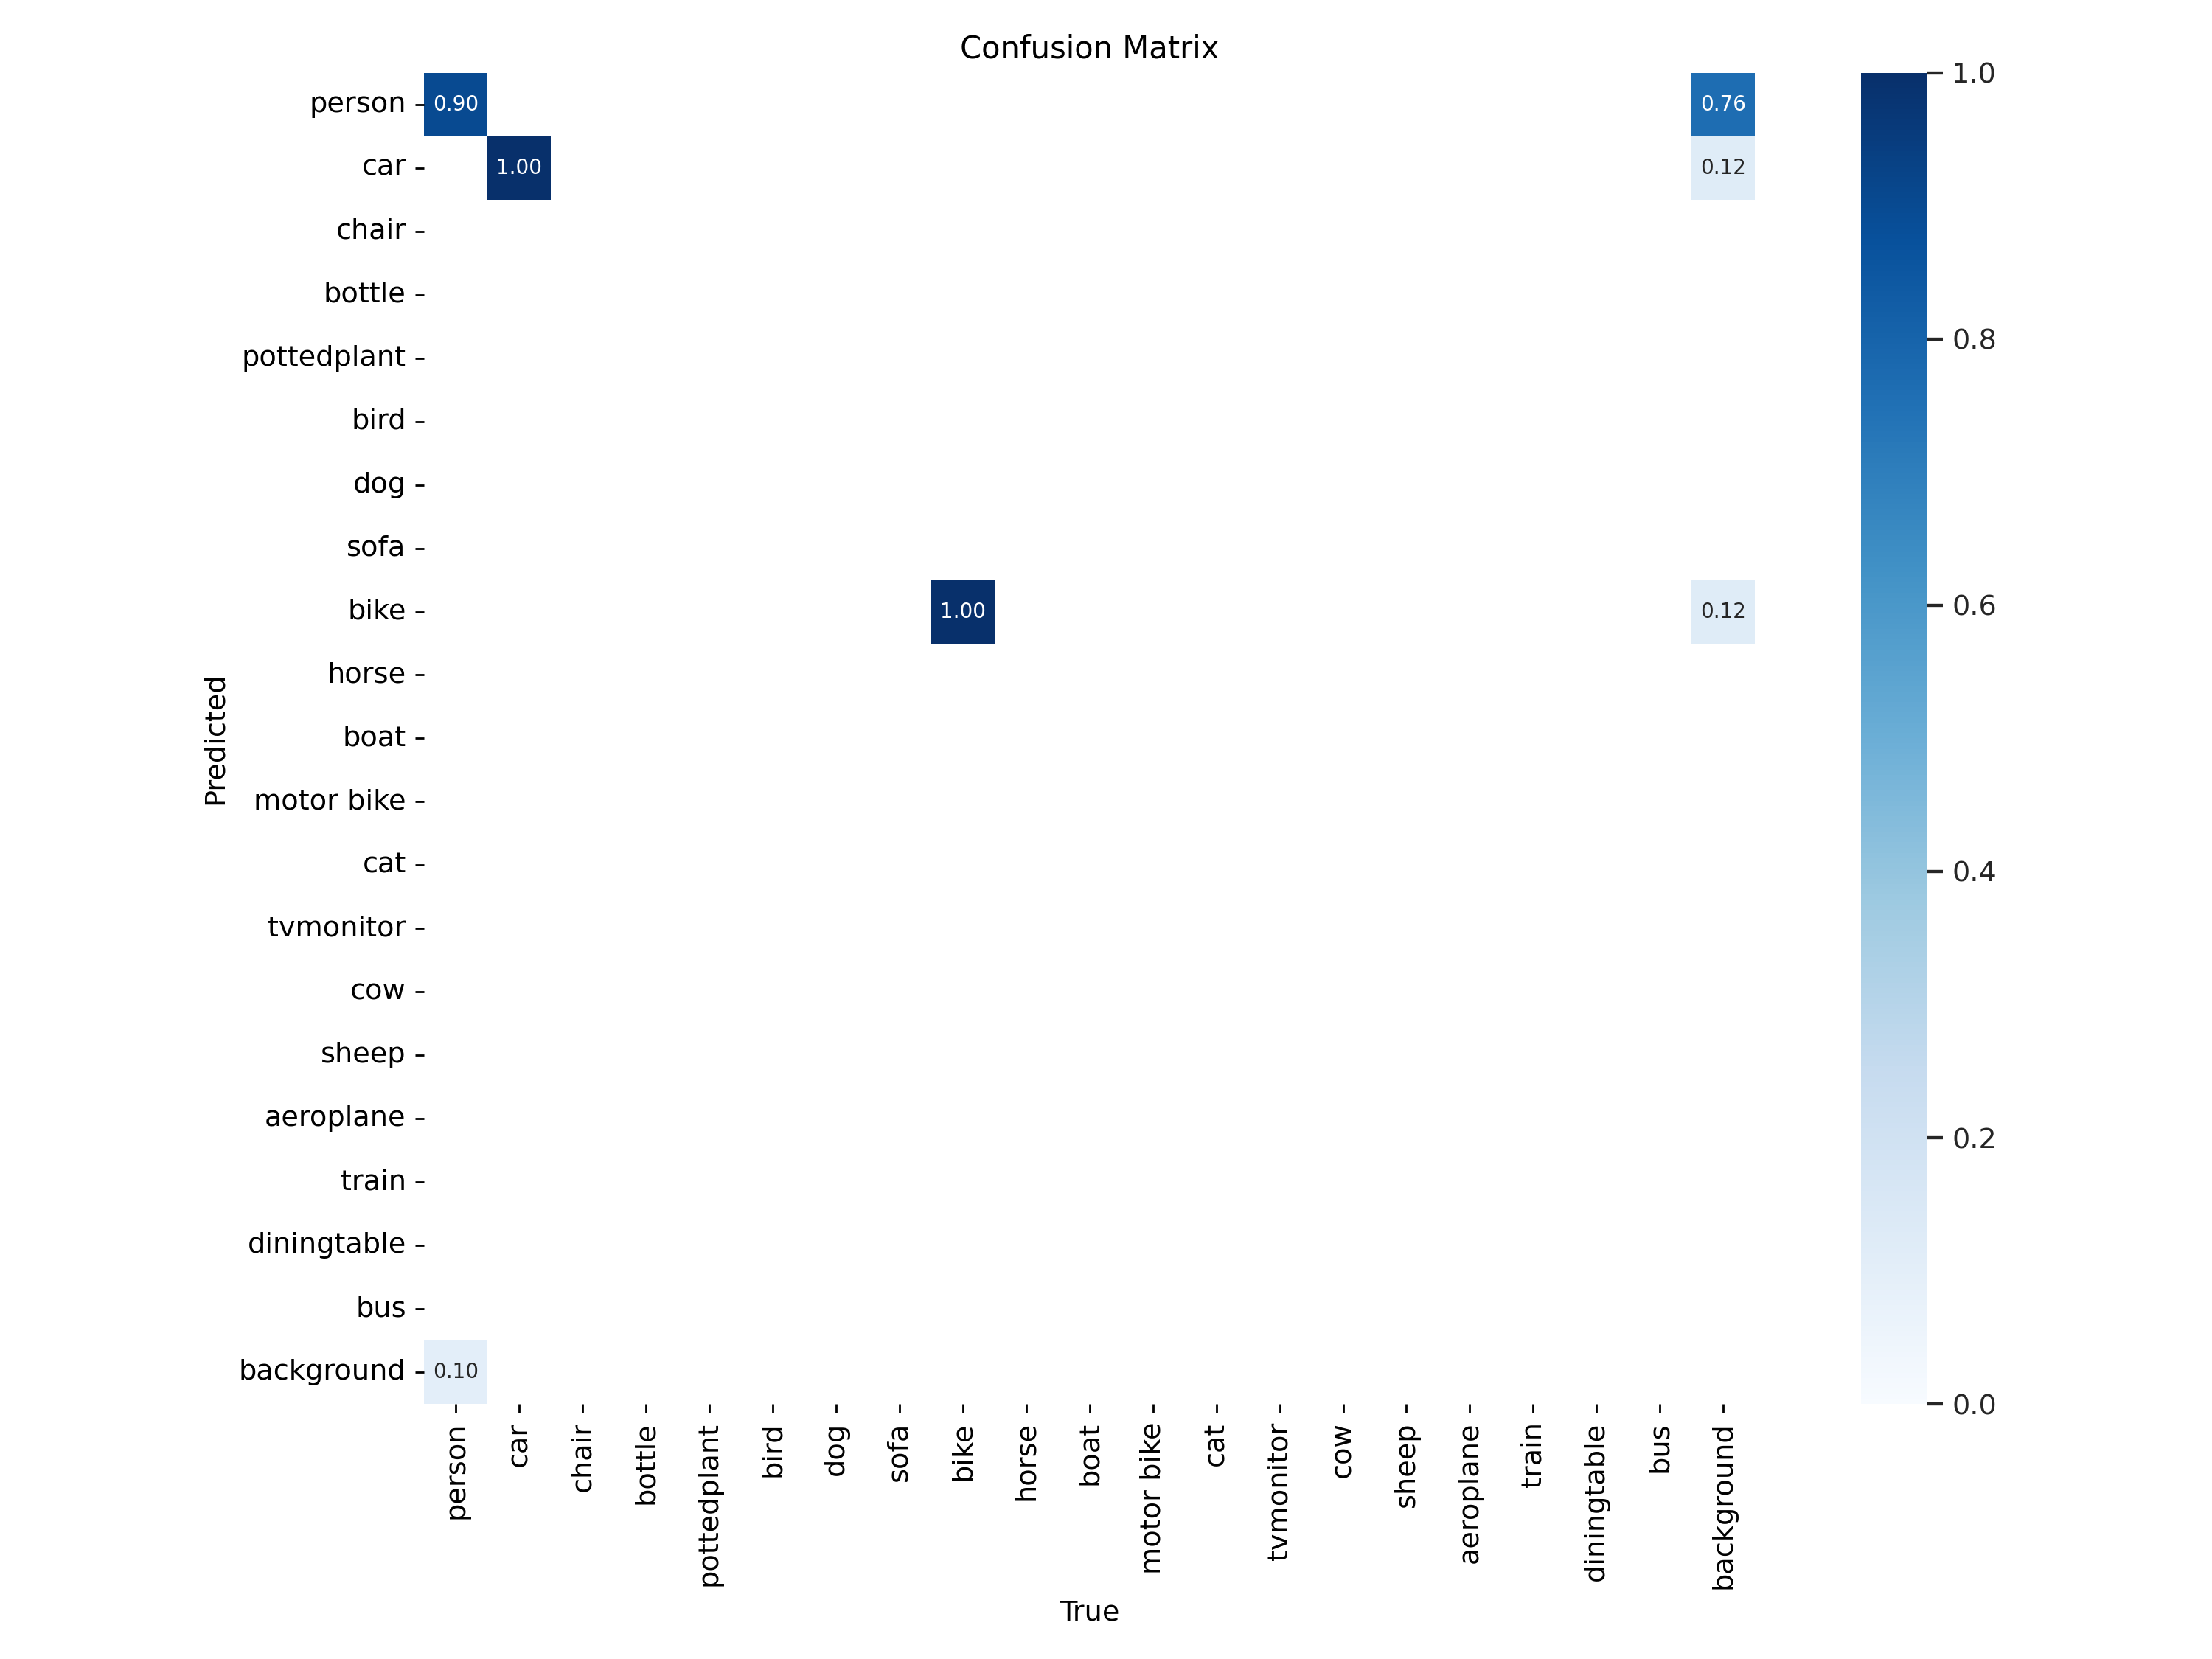 Confusion Matrix
person
0.90
0.76
1.0
car
1.00
0.12
chair
bottle
0.8
pottedplant
bird
dog
sofa
0.6
bike
1.00
0.12
horse
boat
Predicted
motor bike
cat
0.4
tvmonitor
cow
sheep
aeroplane
0.2
train
diningtable
bus
background
0.10
0.0
person
car
chair
bottle
pottedplant
bird
dog
sofa
bike
horse
boat
motor bike
cat
tvmonitor
cow
sheep
aeroplane
train
diningtable
bus
background
True